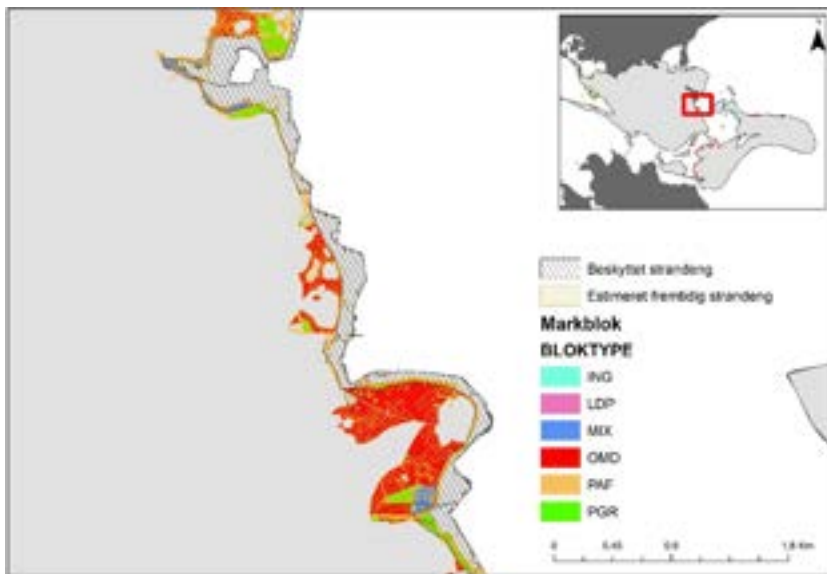 Beskyttet strandeng
Estimeret fremtidig strandeng
Markblok
BLOKTYPE
ING
LDP
MIX
OMD
PAF
PGR
0 0,45 0,9 1,8 Km